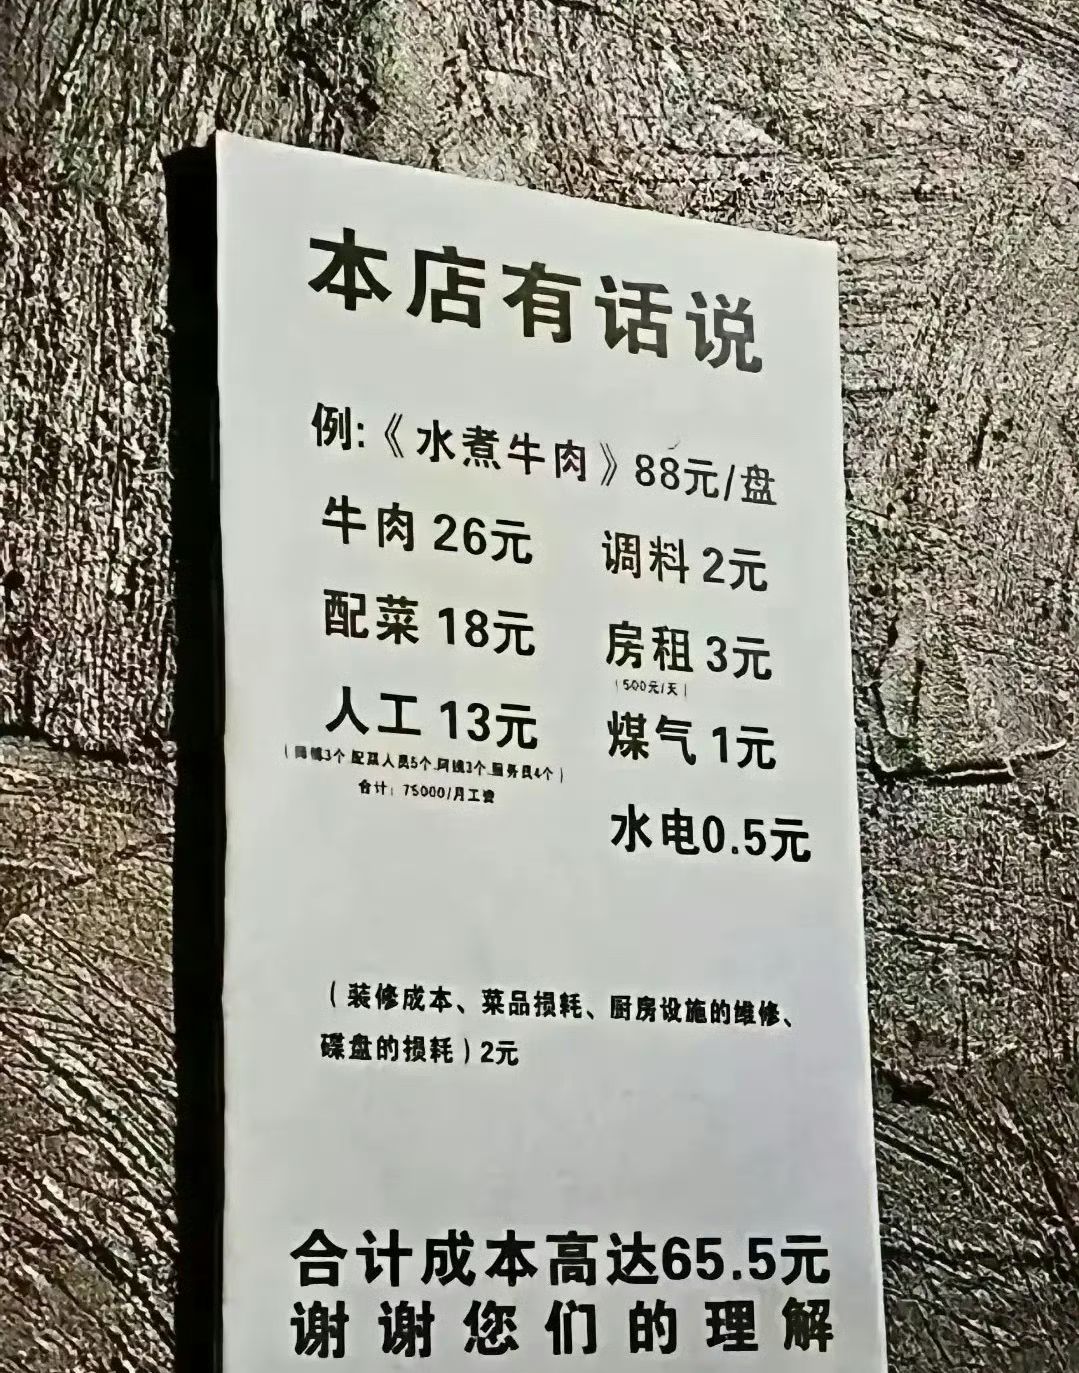 本店有话说
例:《水煮牛肉》88元/盘
牛肉 26元
调料 2元
配菜 18元
房租 3元
(500元/天)
人工 13元
(师傅3个.配菜人员5个.阿姨3个.服务员4个)
合计: 75000/月工资
煤气 1元
水电0.5元
(装修成本、菜品损耗、厨房设施的维修、
碟盘的损耗)2元
合计成本高达65.5元
谢谢您们的理解